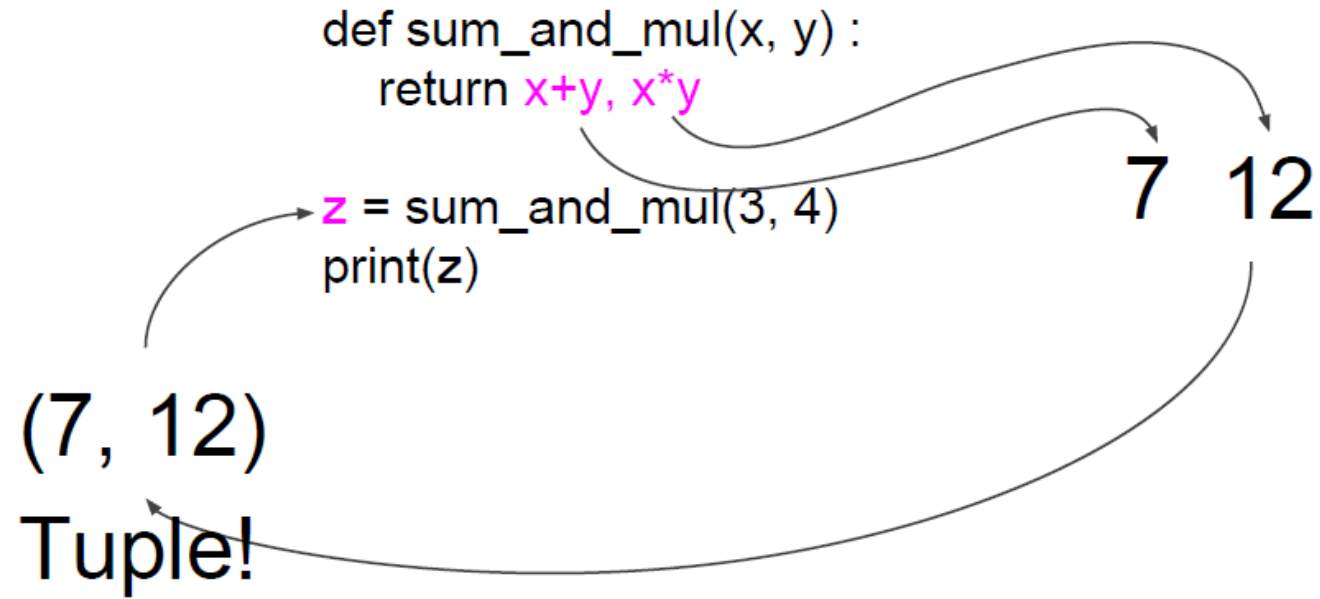 def sum_and_mul(x, y) :
return x+y, x*y
7 12
z = sum_and_mul(3, 4)
print(z)
(7, 12)
Tuple!